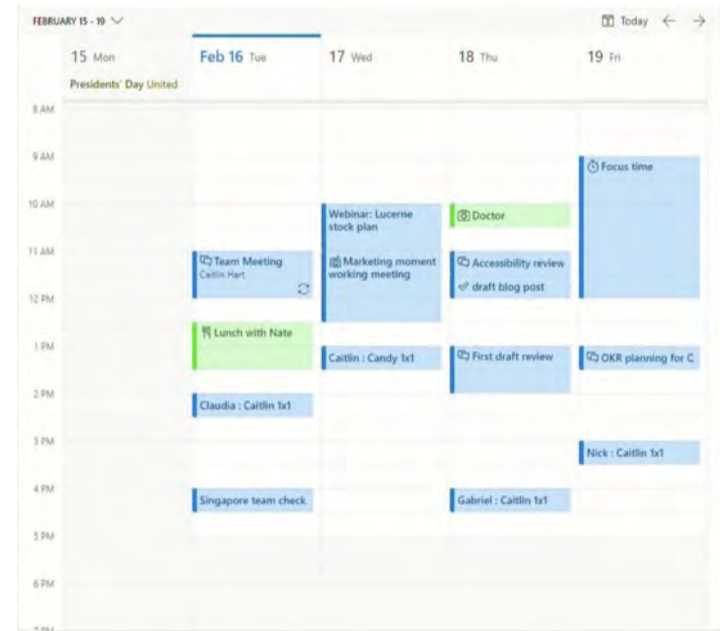 FEBRUARY 15 - 19
Today
15 Mon
Feb 16 Tue
17 Wed
18 Thu
19 Fri
Presidents' Day United
8 AM
9 AM
Focus time
10 AM
Webinar: Lucerne
stock plan
Doctor
11 AM
Team Meeting
Caitlin Hart
Marketing moment
working meeting
Accessibility review
draft blog post
12 PM
Lunch with Nate
1 PM
Caitlin : Candy 1x1
First draft review
OKR planning for C
2 PM
Claudia : Caitlin 1x1
3 PM
Nick : Caitlin 1x1
4 PM
Singapore team check
Gabriel : Caitlin 1x1
5 PM
6 PM
7 PM